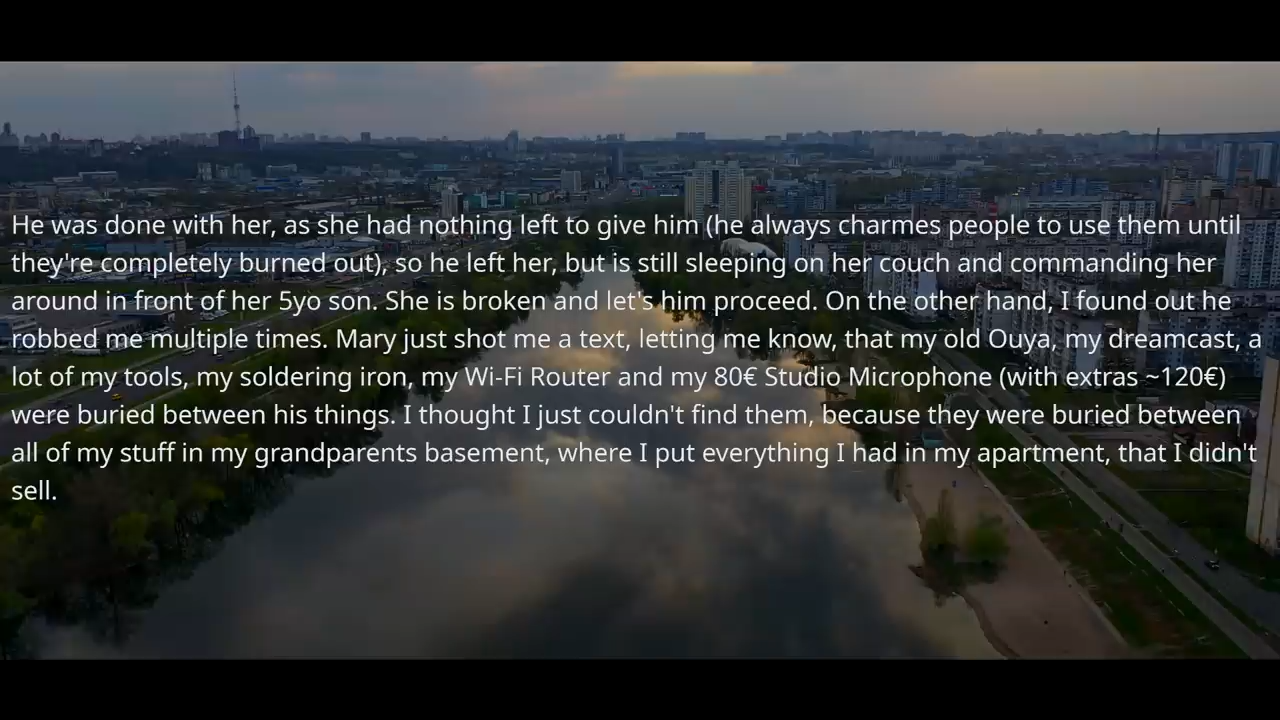 He was done with her, as she had nothing left to give him (he always charmes people to use them until
they're completely burned out), so he left her, but is still sleeping on her couch and commanding her
around in front of her 5yo son. She is broken and let's him proceed. On the other hand, I found out he
robbed me multiple times. Mary just shot me a text, letting me know, that my old Ouya, my dreamcast, a
lot of my tools, my soldering iron, my Wi-Fi Router and my 80€ Studio Microphone (with extras ~120€)
were buried between his things. I thought I just couldn't find them, because they were buried between
all of my stuff in my grandparents basement, where I put everything I had in my apartment, that I didn't
sell.